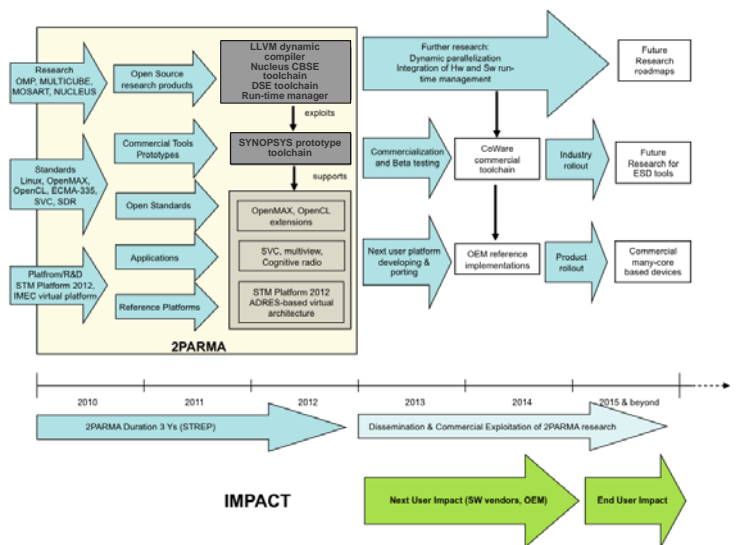 Research
OMP, MULTICUBE,
MOSART, NUCLEUS
Open Source
research products
LLVM dynamic
compiler
Nucleus CBSE
toolchain
DSE toolchain
Run-time manager
exploits
Standards
Linux, OpenMAX,
OpenCL, ECMA-335,
SVC, SDR
Commercial Tools
Prototypes
SYNOPSYS prototype
toolchain
supports
Open Standards
OpenMAX, OpenCL
extensions
Platfrom/R&D
STM Platform 2012,
IMEC virtual platform
Applications
SVC, multiview,
Cognitive radio
Reference Platforms
STM Platform 2012
ADRES-based virtual
architecture
2PARMA
Further research:
Dynamic parallelization
Integration of Hw and Sw run-
time management
Future
Research
roadmaps
Commercialization
and Beta testing
CoWare
commercial
toolchain
Industry
rollout
Future
Research for
ESD tools
Next user platform
developing &
porting
OEM reference
implementations
Product
rollout
Commercial
many-core
based devices
2010
2011
2012
2013
2014
2015 & beyond
2PARMA Duration 3 Ys (STREP)
Dissemination & Commercial Exploitation of 2PARMA research
IMPACT
Next User Impact (SW vendors, OEM)
End User Impact